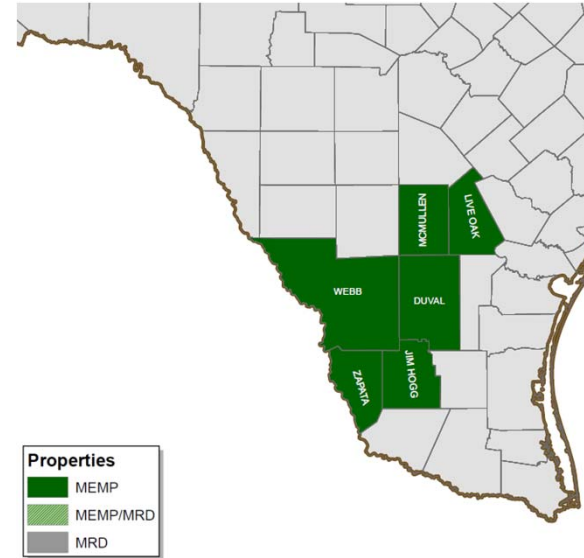 MCMULLEN
LIVE OAK
WEBB
DUVAL
ZAPATA
JIM HOGG
Properties
MEMP
MEMP/MRD
MRD